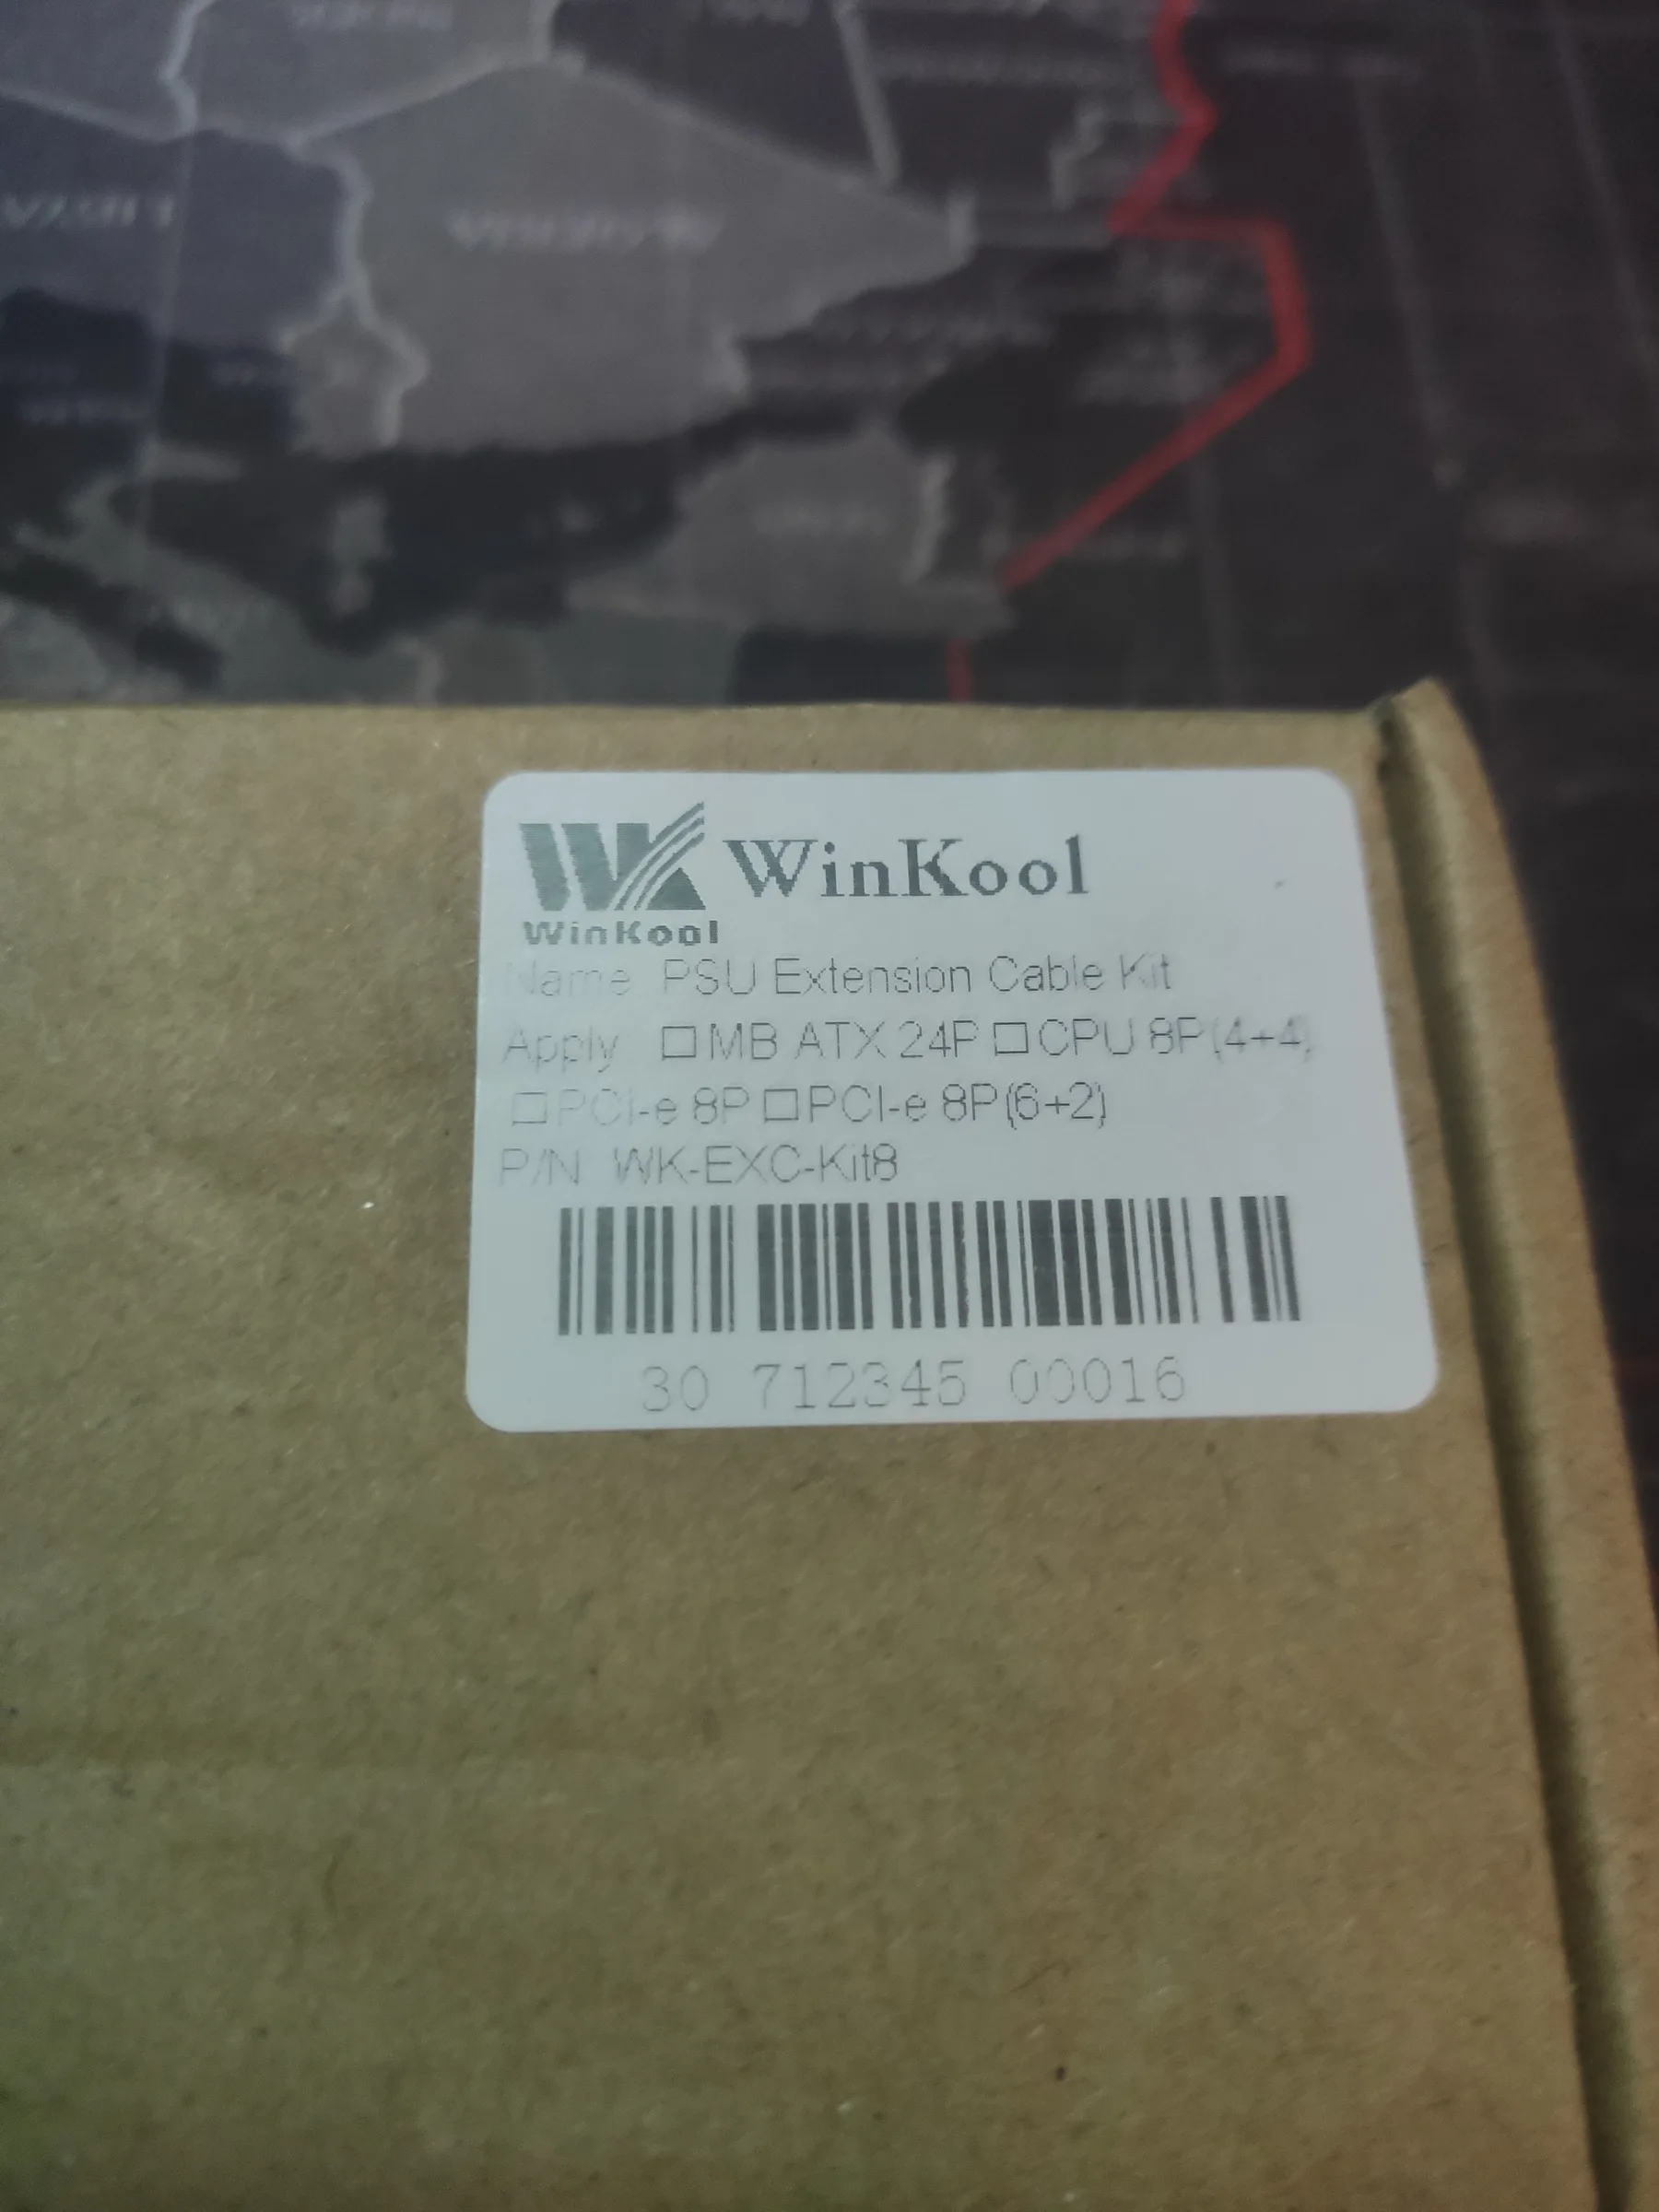 WinKool
WinKool
Name PSU Extension Cable Kit
Apply □MB ATX 24P □CPU 8P(4+4)
□PCI-e 8P □PCI-e 8P(6+2)
P/N WK-EXC-Kit8
30 712345 00016